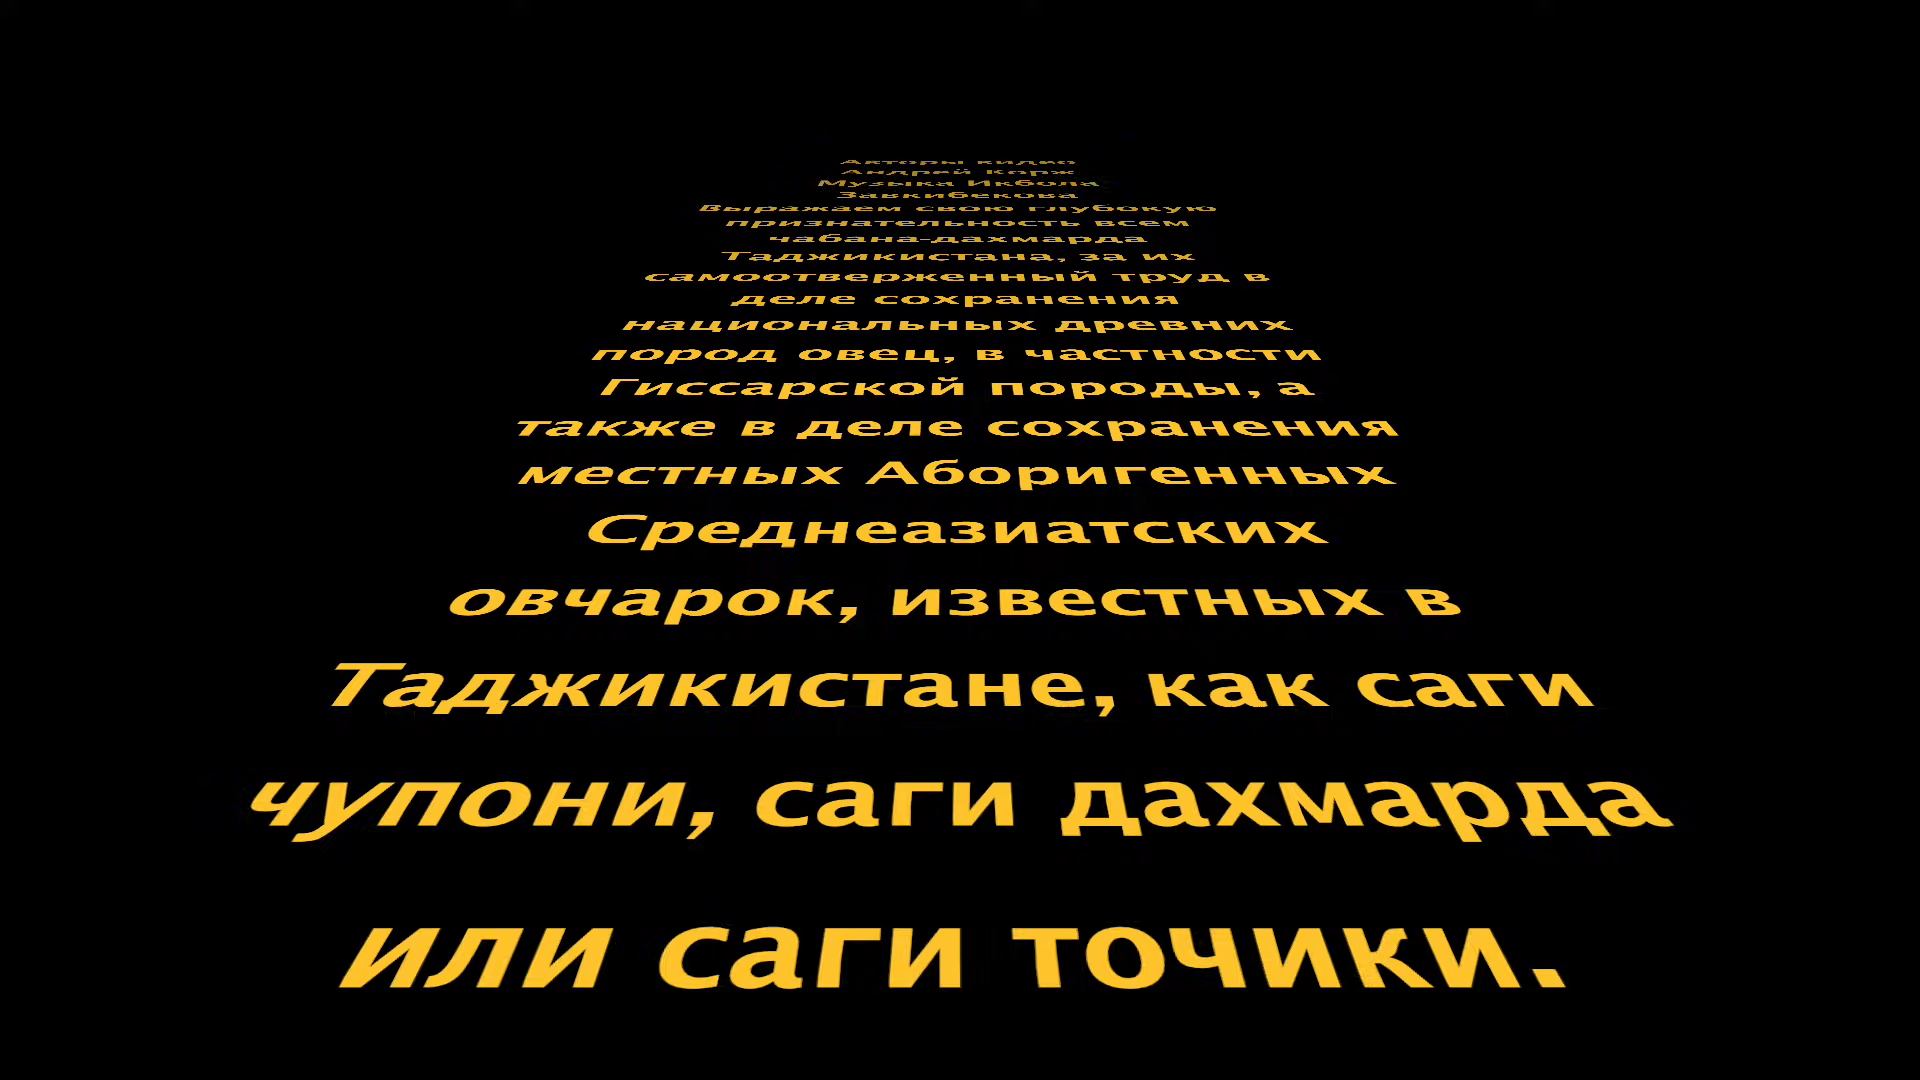 Авторы видио
Андрей Корж
Музыка Икбола
Завкибекова
Выражаем свою глубокую
признательность всем
чабана-дахмарда
Таджикистана, за их
самоотверженный труд в
деле сохранения
национальных древних
пород овец, в частности
Гиссарской породы, а
также в деле сохранения
местных Аборигенных
Среднеазиатских
овчарок, известных в
Таджикистане, как саги
чупони, саги дахмарда
или саги точики.